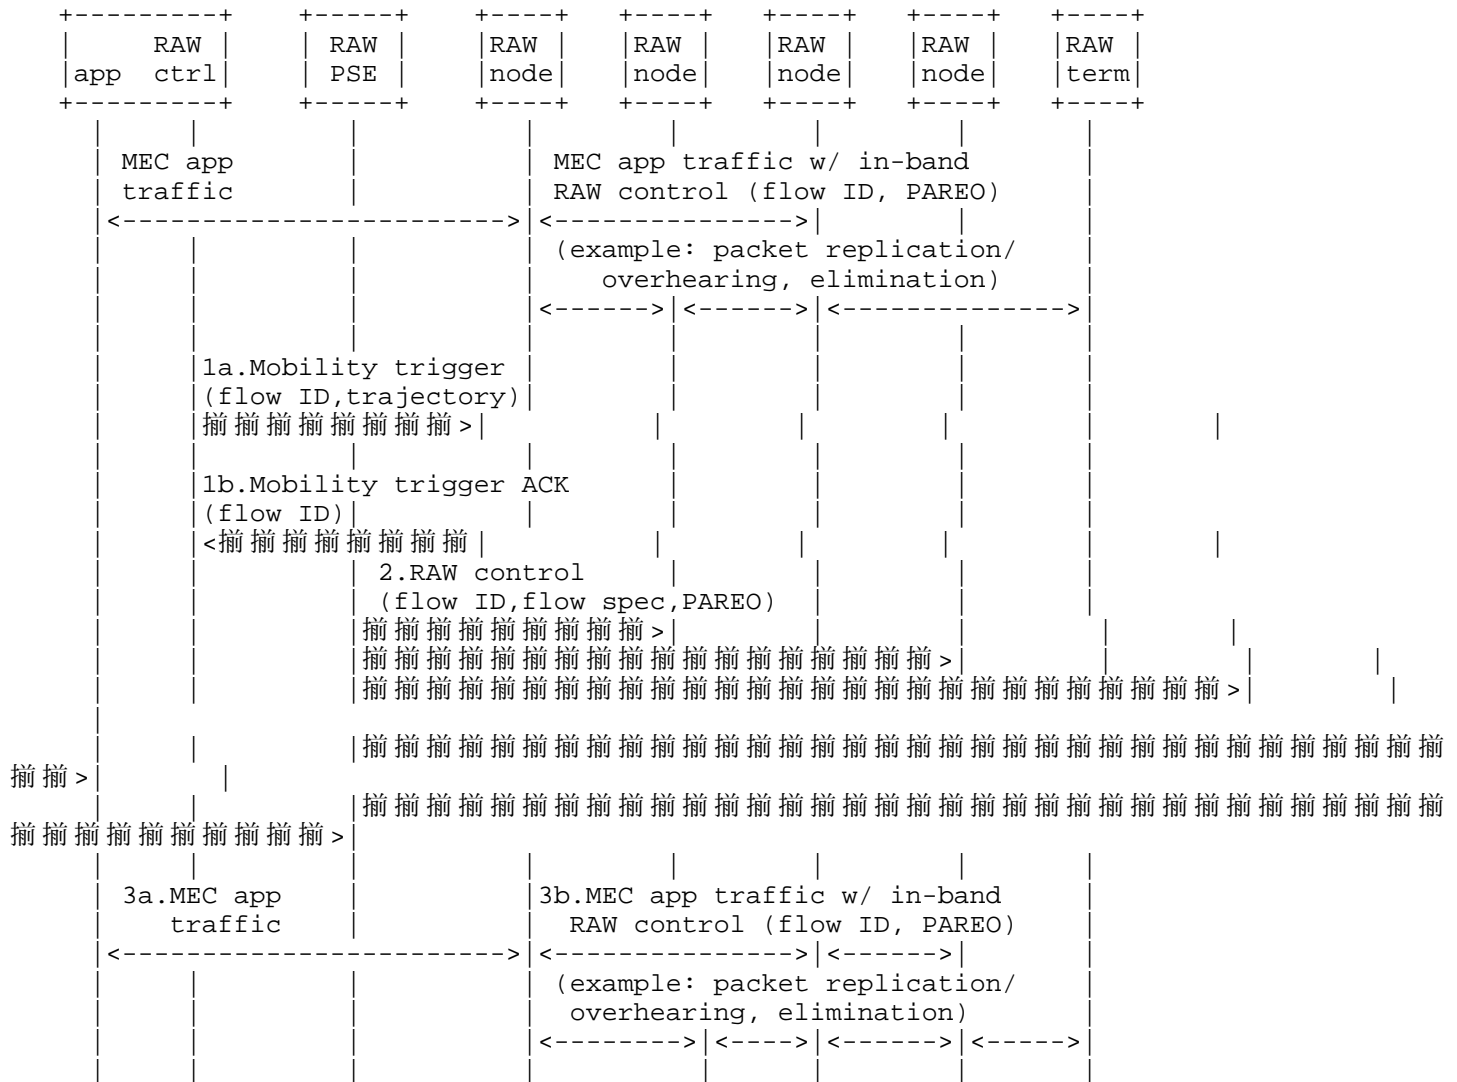 +---------+ +-----+ +----+ +----+ +----+ +----+ +----+
| RAW | | RAW | |RAW | |RAW | |RAW | |RAW | |RAW |
|app ctrl| | PSE | |node| |node| |node| |node| |term|
+---------+ +-----+ +----+ +----+ +----+ +----+ +----+
| | | | | | | |
| MEC app | | MEC app traffic w/ in-band |
| traffic | | RAW control (flow ID, PAREO) |
|<------------------------>|<--------------->| | |
| | | | (example: packet replication/ |
| | | | overhearing, elimination) |
| | | |<------>|<------>|<-------------->|
| | | | | | | |
| |1a.Mobility trigger | | | | |
| |(flow ID,trajectory)| | | | |
| |揃揃揃揃揃揃揃揃>| | | | | |
| | | | | | | |
| |1b.Mobility trigger ACK | | | |
| |(flow ID)| | | | | |
| |<揃揃揃揃揃揃揃揃| | | | | |
| | | 2.RAW control | | | |
| | | (flow ID,flow spec,PAREO) | | |
| | |揃揃揃揃揃揃揃揃揃>| | | | |
| | |揃揃揃揃揃揃揃揃揃揃揃揃揃揃揃揃揃揃>| | | |
| | |揃揃揃揃揃揃揃揃揃揃揃揃揃揃揃揃揃揃揃揃揃揃揃揃揃揃揃>| |
|
| | |揃揃揃揃揃揃揃揃揃揃揃揃揃揃揃揃揃揃揃揃揃揃揃揃揃揃揃揃揃揃揃揃揃揃
揃揃>| |
| | |揃揃揃揃揃揃揃揃揃揃揃揃揃揃揃揃揃揃揃揃揃揃揃揃揃揃揃揃揃揃揃揃揃揃
揃揃揃揃揃揃揃揃揃揃>|
| | | | | | | |
| 3a.MEC app | |3b.MEC app traffic w/ in-band |
| traffic | | RAW control (flow ID, PAREO) |
|<------------------------>|<--------------->|<------>| |
| | | | (example: packet replication/ |
| | | | overhearing, elimination) |
| | | |<-------->|<---->|<------>|<----->|
| | | | | | | |